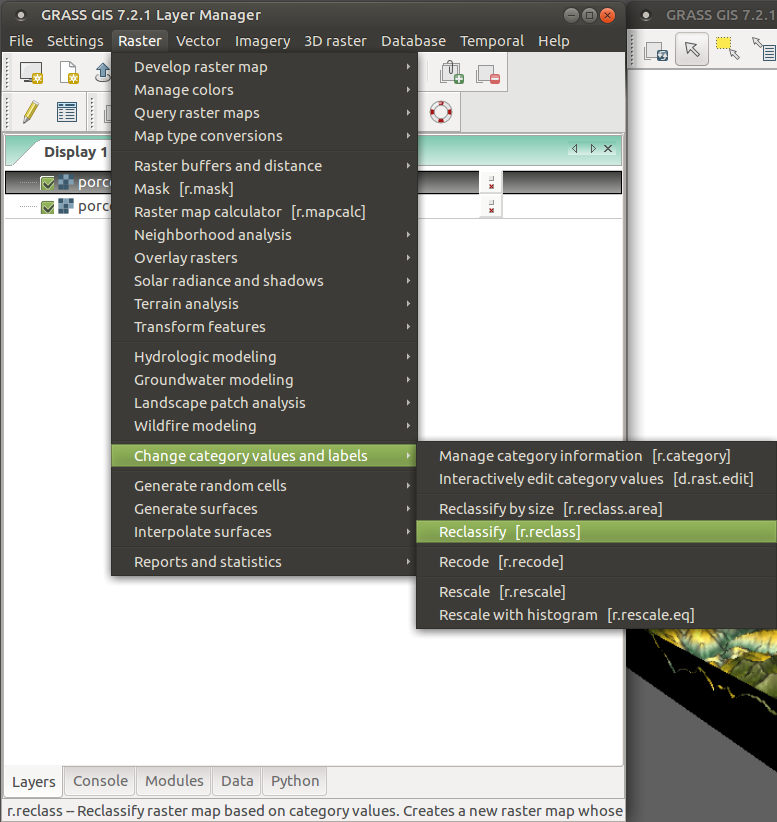 GRASS GIS 7.2.1 Layer Manager
GRASS GIS 7.2.1
File Settings Raster Vector Imagery 3D raster Database Temporal Help
Develop raster map
Manage colors
Query raster maps
Map type conversions
Display 1
Raster buffers and distance
Mask [r.mask]
Raster map calculator [r.mapcalc]
Neighborhood analysis
Overlay rasters
Solar radiance and shadows
Terrain analysis
Transform features
Hydrologic modeling
Groundwater modeling
Landscape patch analysis
Wildfire modeling
Change category values and labels
Generate random cells
Generate surfaces
Interpolate surfaces
Reports and statistics
Manage category information [r.category]
Interactively edit category values [d.rast.edit]
Reclassify by size [r.reclass.area]
Reclassify [r.reclass]
Recode [r.recode]
Rescale [r.rescale]
Rescale with histogram [r.rescale.eq]
Layers Console Modules Data Python
r.reclass – Reclassify raster map based on category values. Creates a new raster map whose